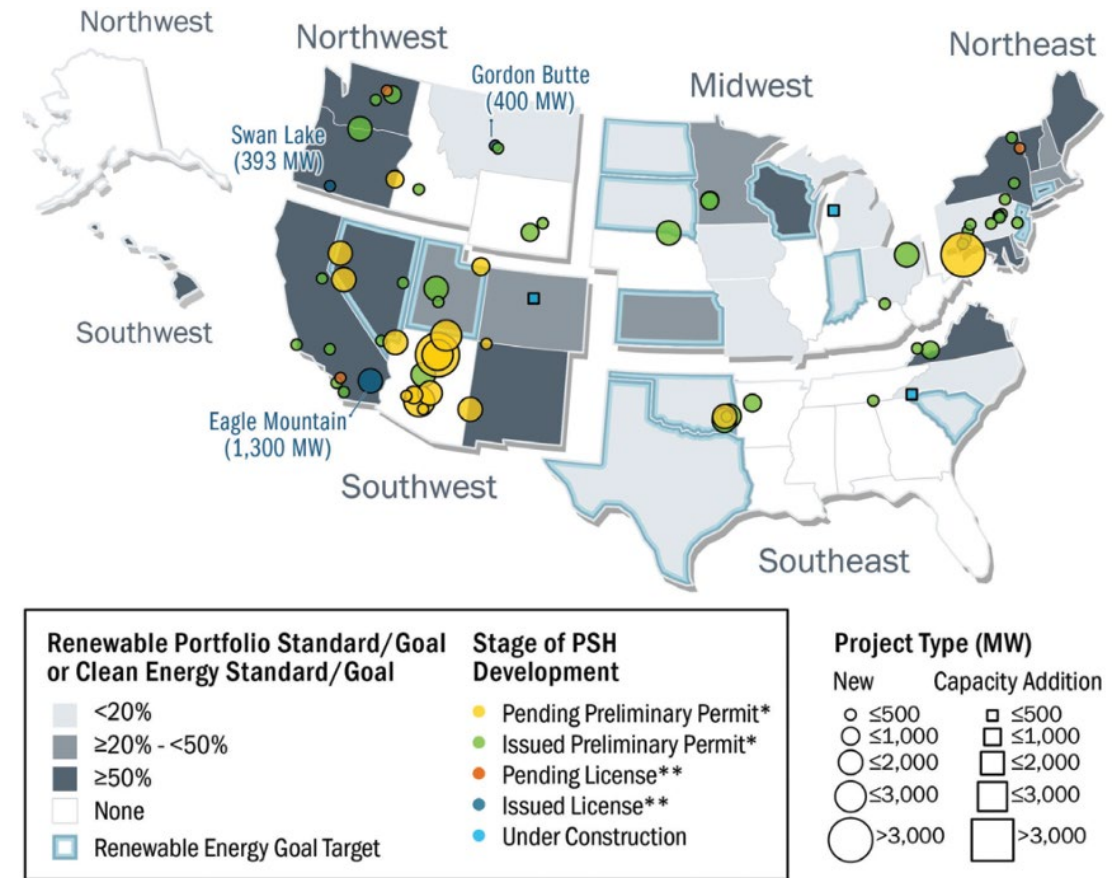 Northwest
Northwest
Northeast
Gordon Butte
(400 MW)
Midwest
Swan Lake
(393 MW)
Southwest
Eagle Mountain
(1,300 MW)
Southwest
Southeast
Renewable Portfolio Standard/Goal
or Clean Energy Standard/Goal
<20%
≥20% - <50%
≥50%
None
Renewable Energy Goal Target
Stage of PSH
Development
Pending Preliminary Permit*
Issued Preliminary Permit*
Pending License**
Issued License**
Under Construction
Project Type (MW)
New
Capacity Addition
≤500
≤500
≤1,000
≤1,000
≤2,000
≤2,000
≤3,000
≤3,000
>3,000
>3,000